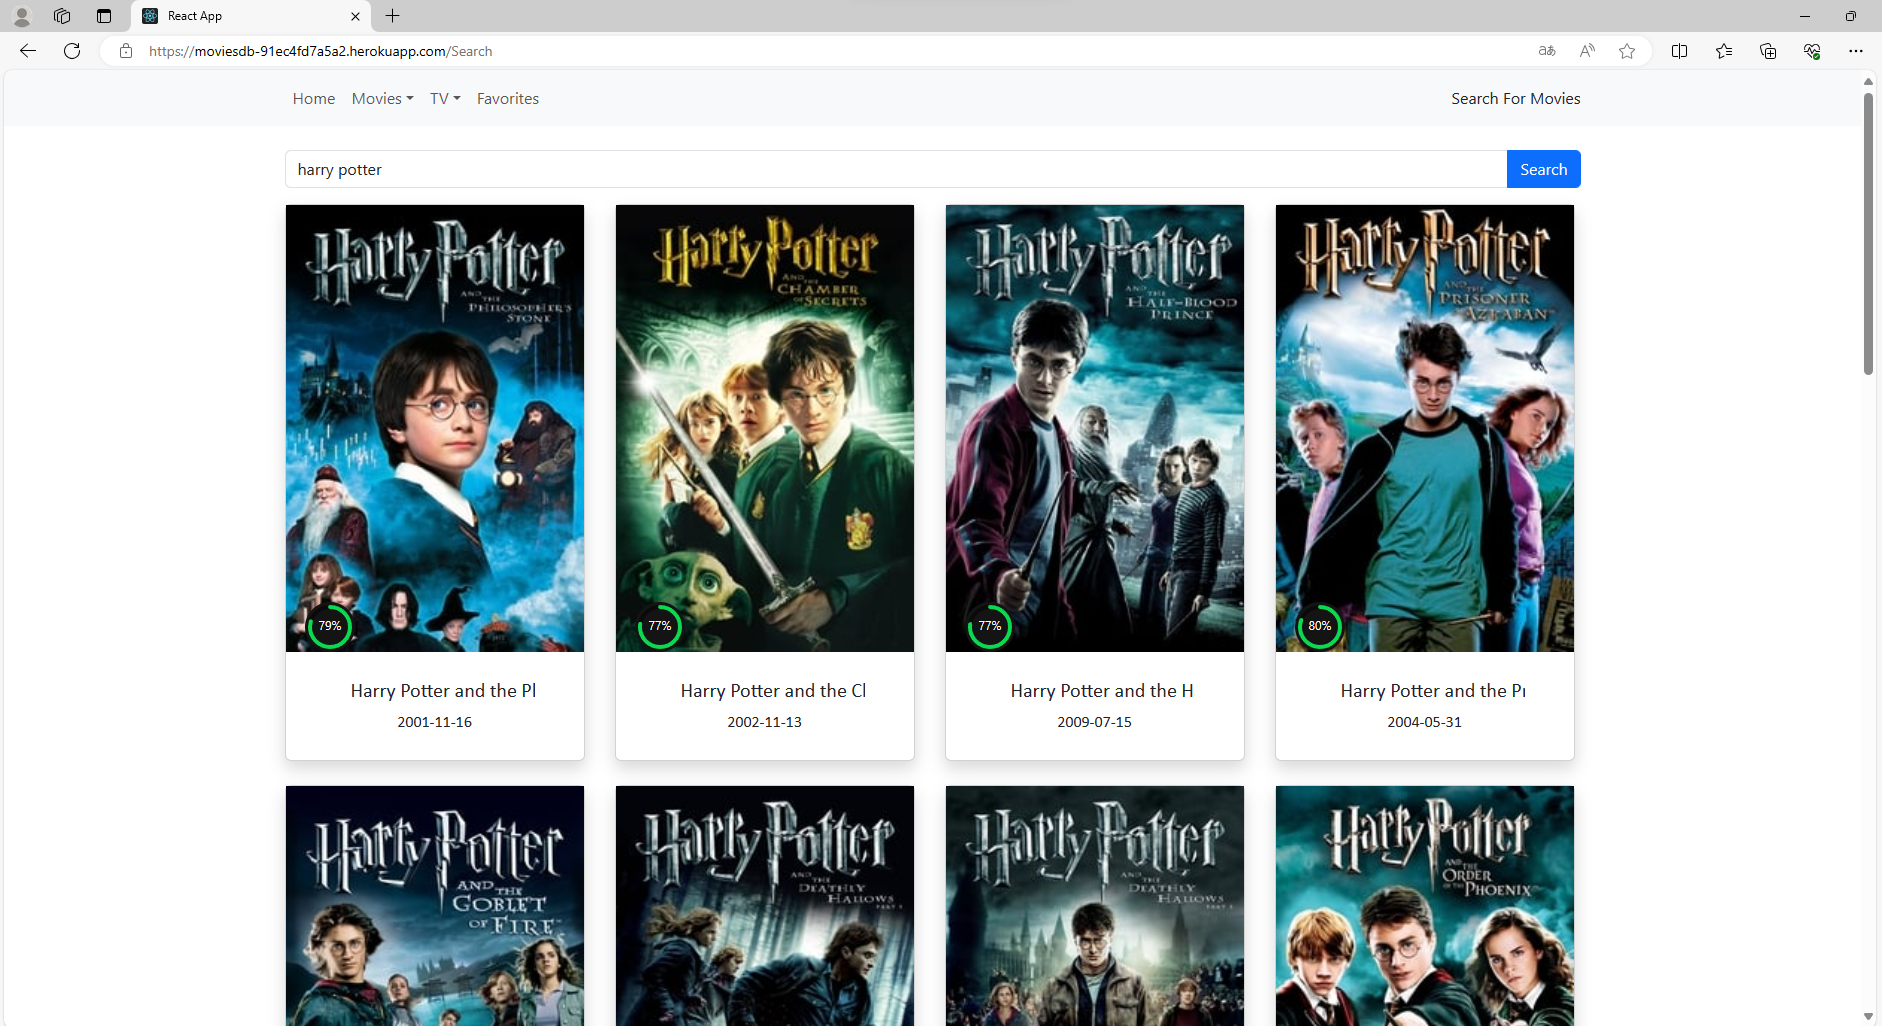 React App
https://moviesdb-91ec4fd7a5a2.herokuapp.com/Search
Home Movies TV Favorites Search For Movies
harry potter Search
Harry Potter
AND THE
PHILOSOPHER'S
STONE
79%
Harry Potter and the Pl
2001-11-16
Harry Potter
AND THE
CHAMBER
OF SECRETS
77%
Harry Potter and the Cl
2002-11-13
Harry Potter
AND THE
HALF-BLOOD
PRINCE
77%
Harry Potter and the H
2009-07-15
Harry Potter
AND THE
PRISONER
OF AZKABAN
80%
Harry Potter and the Pr
2004-05-31
Harry Potter
AND THE
GOBLET
OF FIRE
Harry Potter
AND THE
DEATHLY
HALLOWS
Harry Potter
AND THE
DEATHLY
HALLOWS
Harry Potter
AND THE
ORDER
OF THE PHOENIX